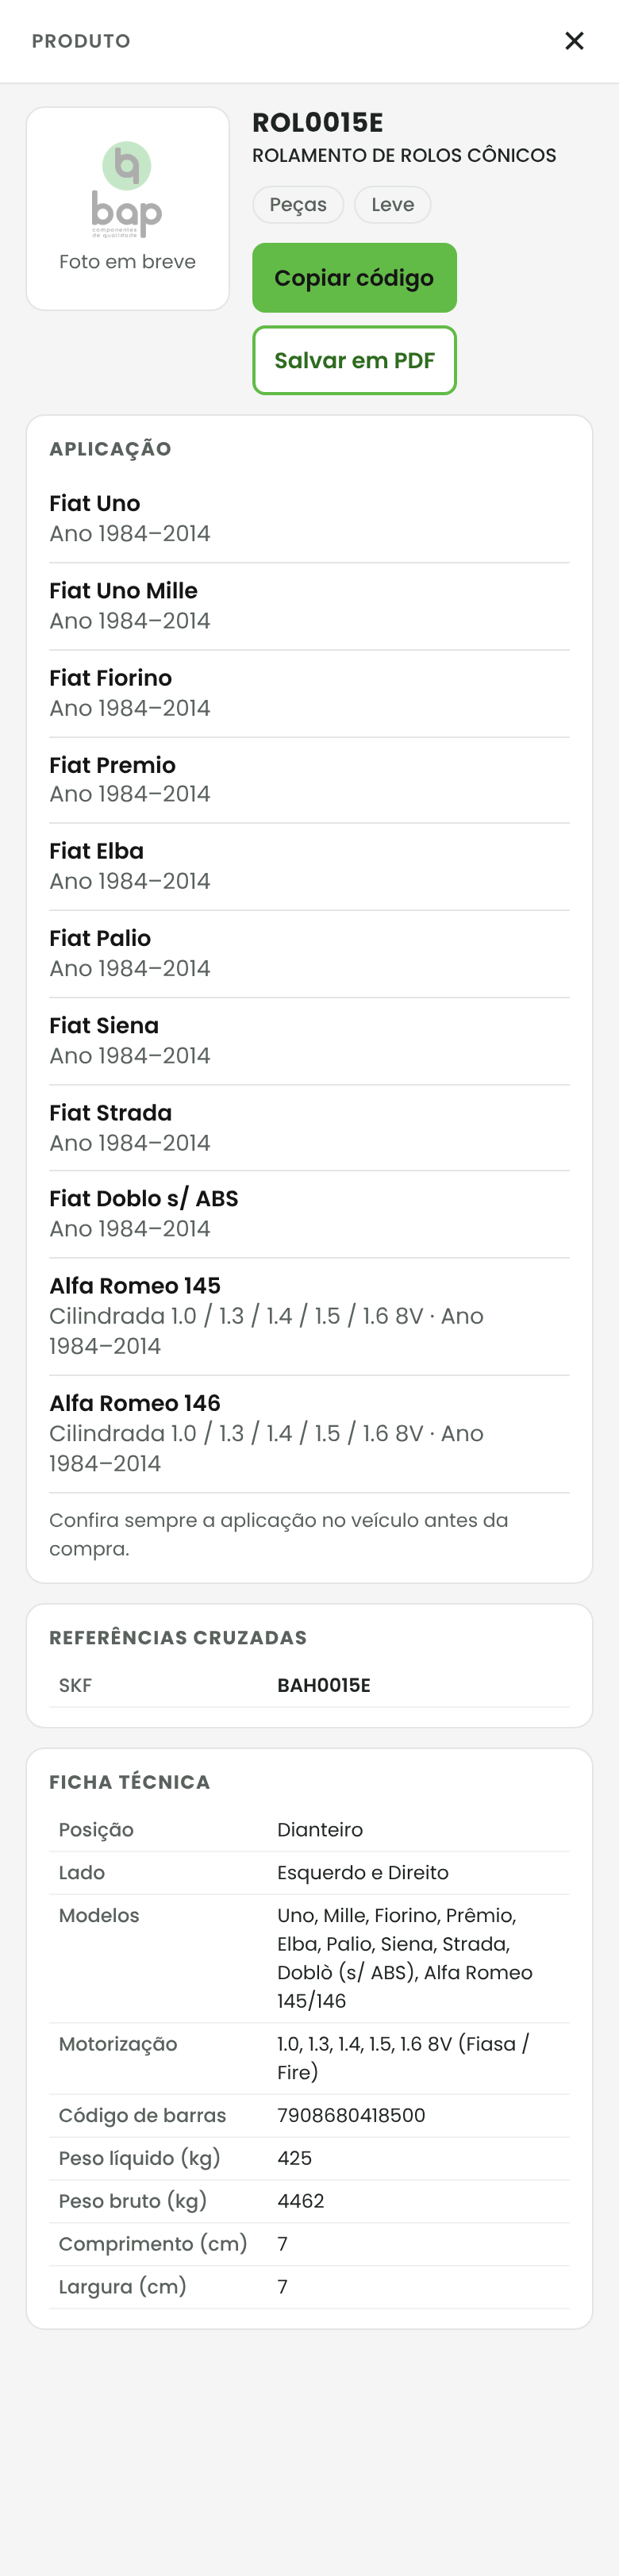 PRODUTO
bap
componentes
de qualidade
Foto em breve
ROL0015E
ROLAMENTO DE ROLOS CÔNICOS
Peças
Leve
Copiar código
Salvar em PDF
APLICAÇÃO
Fiat Uno
Ano 1984–2014
Fiat Uno Mille
Ano 1984–2014
Fiat Fiorino
Ano 1984–2014
Fiat Premio
Ano 1984–2014
Fiat Elba
Ano 1984–2014
Fiat Palio
Ano 1984–2014
Fiat Siena
Ano 1984–2014
Fiat Strada
Ano 1984–2014
Fiat Doblo s/ ABS
Ano 1984–2014
Alfa Romeo 145
Cilindrada 1.0 / 1.3 / 1.4 / 1.5 / 1.6 8V · Ano
1984–2014
Alfa Romeo 146
Cilindrada 1.0 / 1.3 / 1.4 / 1.5 / 1.6 8V · Ano
1984–2014
Confira sempre a aplicação no veículo antes da
compra.
REFERÊNCIAS CRUZADAS
SKF BAH0015E
FICHA TÉCNICA
Posição Dianteiro
Lado Esquerdo e Direito
Modelos Uno, Mille, Fiorino, Prêmio,
Elba, Palio, Siena, Strada,
Doblò (s/ ABS), Alfa Romeo
145/146
Motorização 1.0, 1.3, 1.4, 1.5, 1.6 8V (Fiasa /
Fire)
Código de barras 7908680418500
Peso líquido (kg) 425
Peso bruto (kg) 4462
Comprimento (cm) 7
Largura (cm) 7